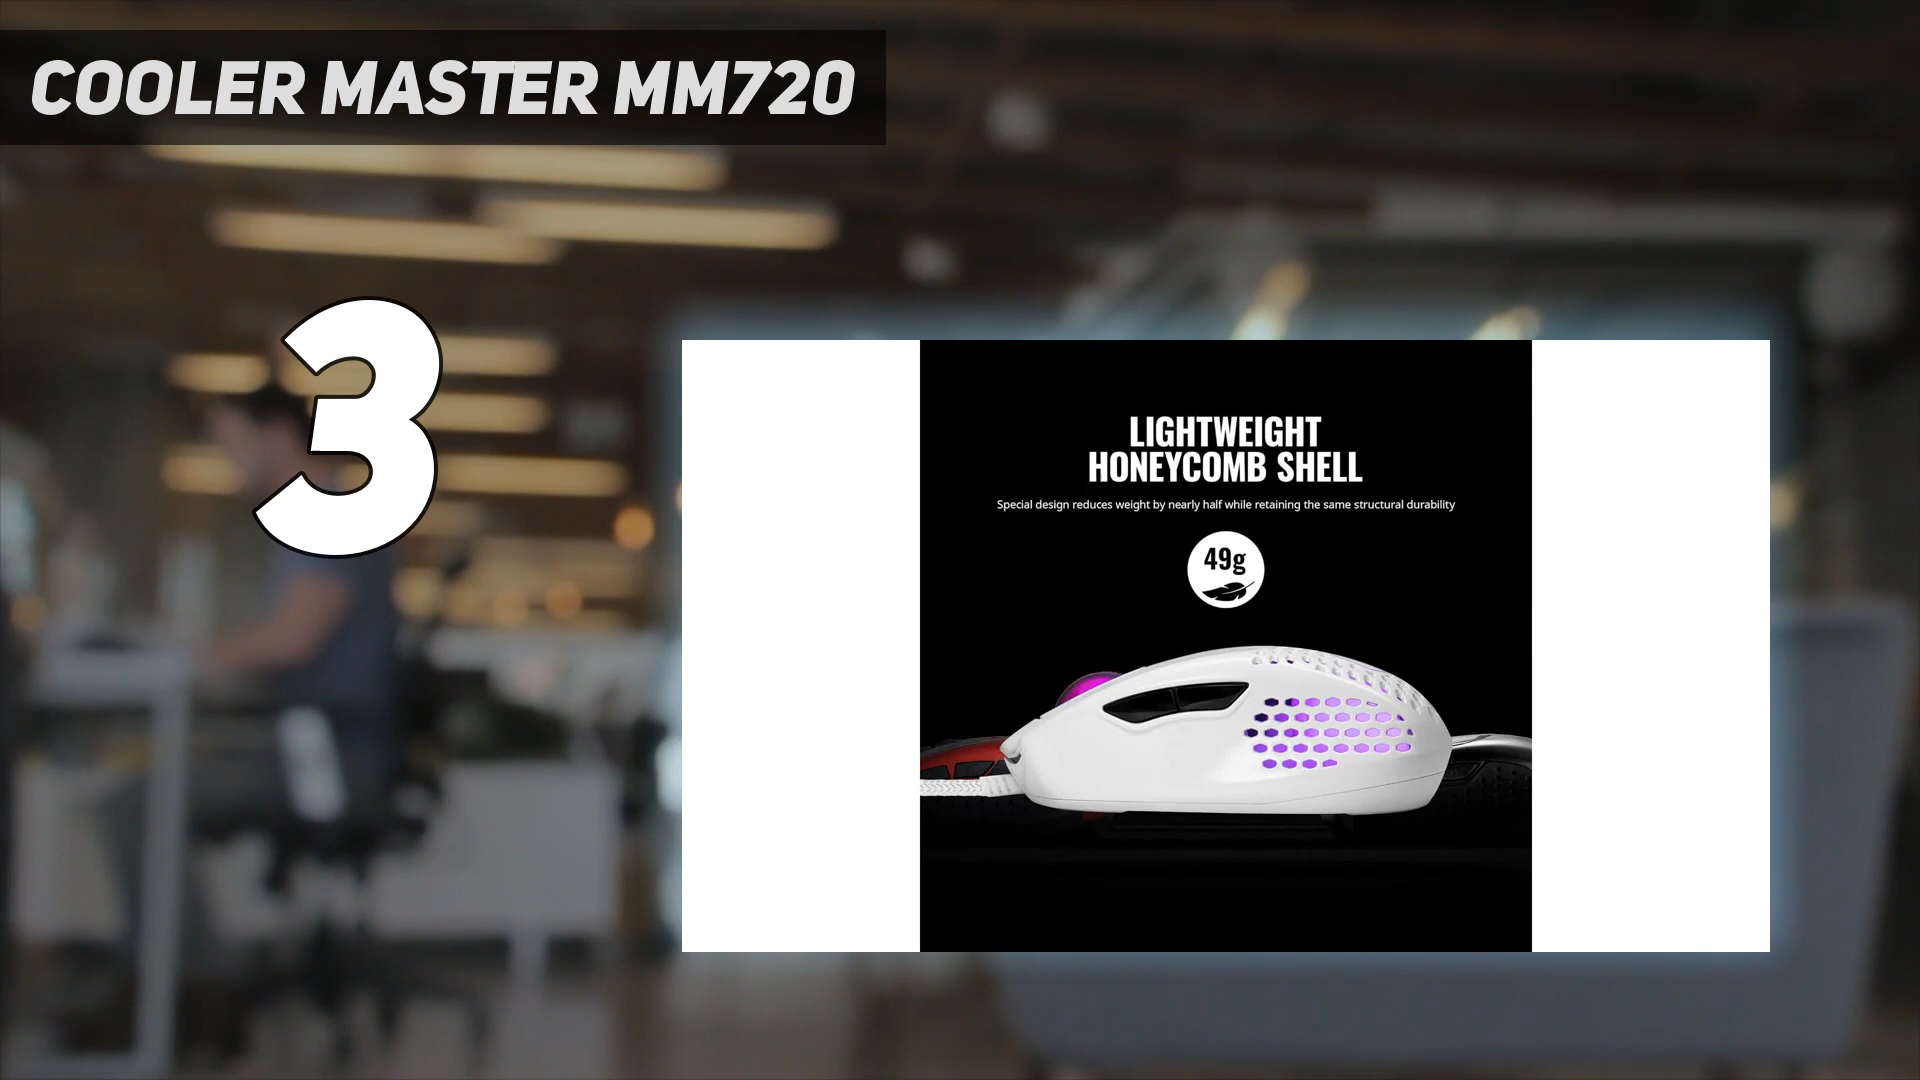 COOLER MASTER MM720
3
LIGHTWEIGHT
HONEYCOMB SHELL
Special design reduces weight by nearly half while retaining the same structural durability
49g